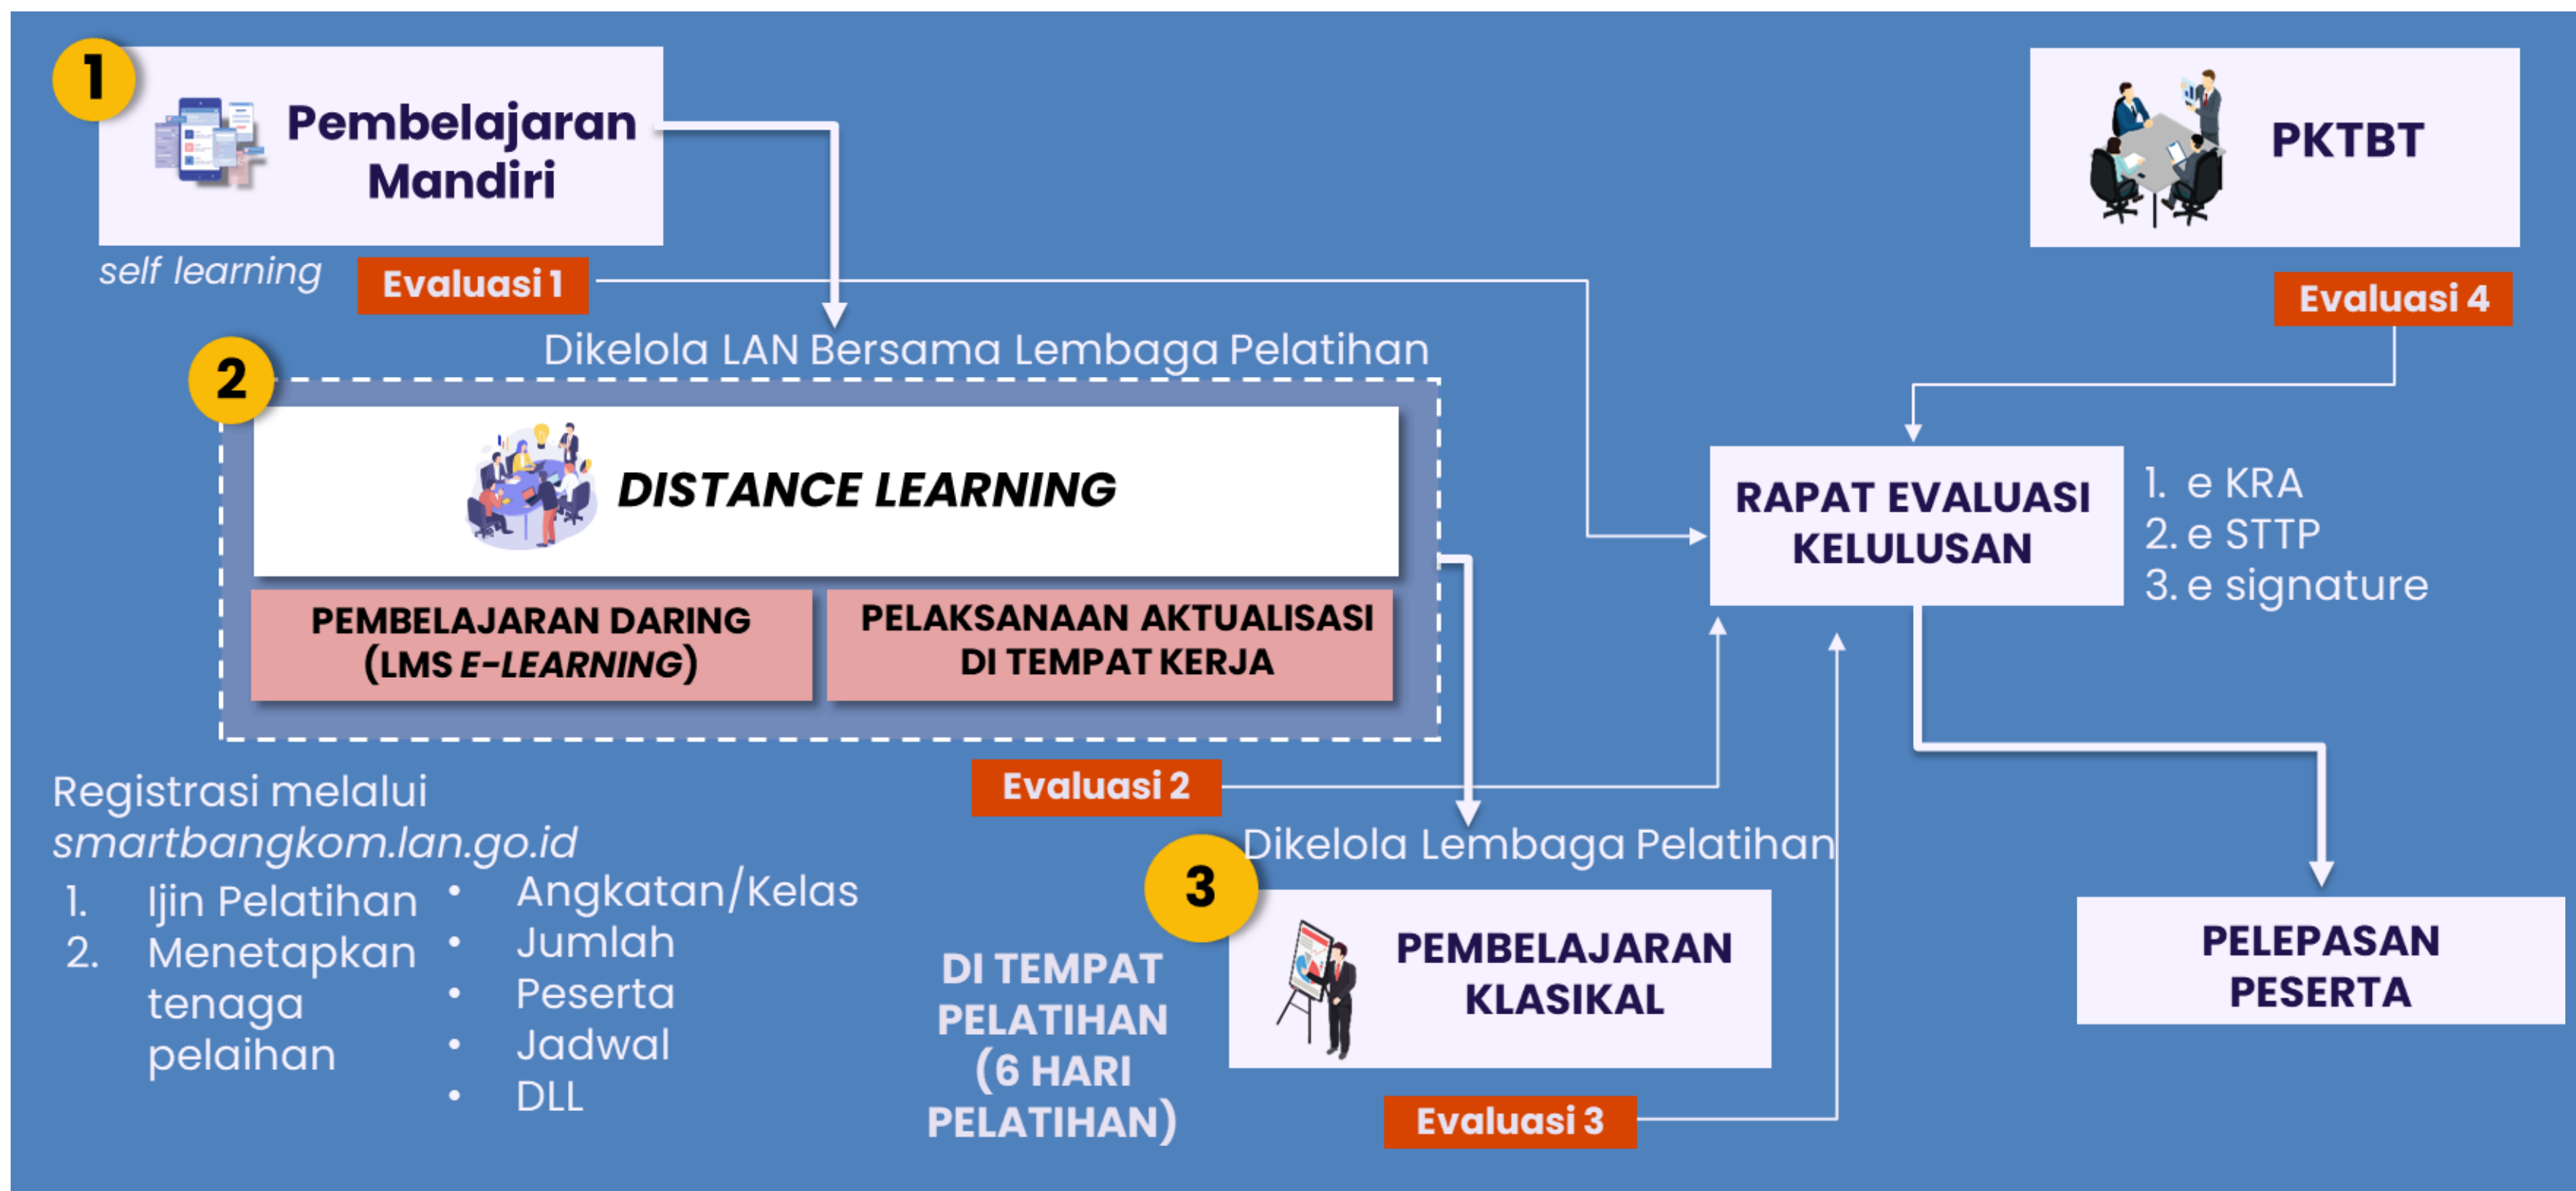 1
Pembelajaran
Mandiri
self learning
Evaluasi 1
PKTBT
Evaluasi 4
Dikelola LAN Bersama Lembaga Pelatihan
2
DISTANCE LEARNING
PEMBELAJARAN DARING
(LMS E-LEARNING)
PELAKSANAAN AKTUALISASI
DI TEMPAT KERJA
Evaluasi 2
RAPAT EVALUASI
KELULUSAN
1. e KRA
2. e STTP
3. e signature
Registrasi melalui
smartbangkom.lan.go.id
1. Ijin Pelatihan
2. Menetapkan
tenaga
pelaihan
• Angkatan/Kelas
• Jumlah
• Peserta
• Jadwal
• DLL
DI TEMPAT
PELATIHAN
(6 HARI
PELATIHAN)
Dikelola Lembaga Pelatihan
3
PEMBELAJARAN
KLASIKAL
Evaluasi 3
PELEPASAN
PESERTA